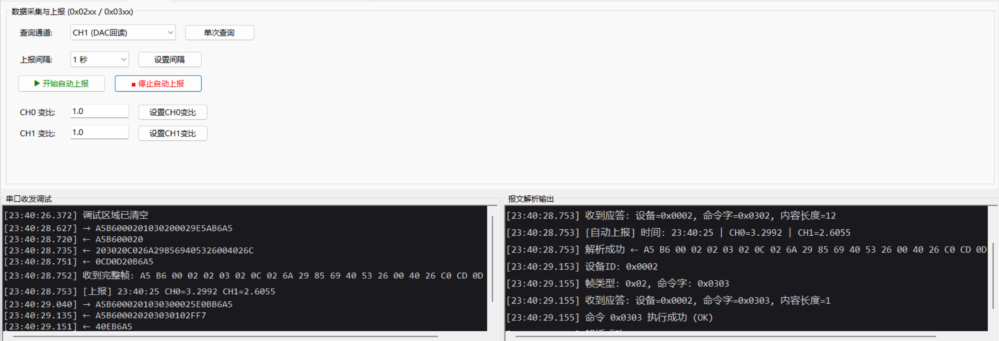 数据采集与上报 (0x02xx / 0x03xx)
查询通道: CH1 (DAC回读) 单次查询
上报间隔: 1 秒 设置间隔
▶ 开始自动上报 ■ 停止自动上报
CH0 变比: 1.0 设置CH0变比
CH1 变比: 1.0 设置CH1变比
串口收发调试
[23:40:26.372] 调试区域已清空
[23:40:28.627] → A5B6000201030200029E5AB6A5
[23:40:28.720] ← A5B600020
[23:40:28.735] ← 203020C026A298569405326004026C
[23:40:28.751] ← 0CD0D20B6A5
[23:40:28.752] 收到完整帧: A5 B6 00 02 02 03 02 0C 02 6A 29 85 69 40 53 26 00 40 26 C0 CD 0D
[23:40:28.753] [上报] 23:40:25 CH0=3.2992 CH1=2.6055
[23:40:29.040] → A5B6000201030300025E0BB6A5
[23:40:29.135] ← A5B600020203030102FF7
[23:40:29.151] ← 40EB6A5
报文解析输出
[23:40:28.753] 收到应答: 设备=0x0002, 命令字=0x0302, 内容长度=12
[23:40:28.753] [自动上报] 时间: 23:40:25 | CH0=3.2992 | CH1=2.6055
[23:40:28.753] 解析成功 ← A5 B6 00 02 02 03 02 0C 02 6A 29 85 69 40 53 26 00 40 26 C0 CD 0D
[23:40:29.153] 设备ID: 0x0002
[23:40:29.155] 帧类型: 0x02, 命令字: 0x0303
[23:40:29.155] 收到应答: 设备=0x0002, 命令字=0x0303, 内容长度=1
[23:40:29.155] 命令 0x0303 执行成功 (OK)